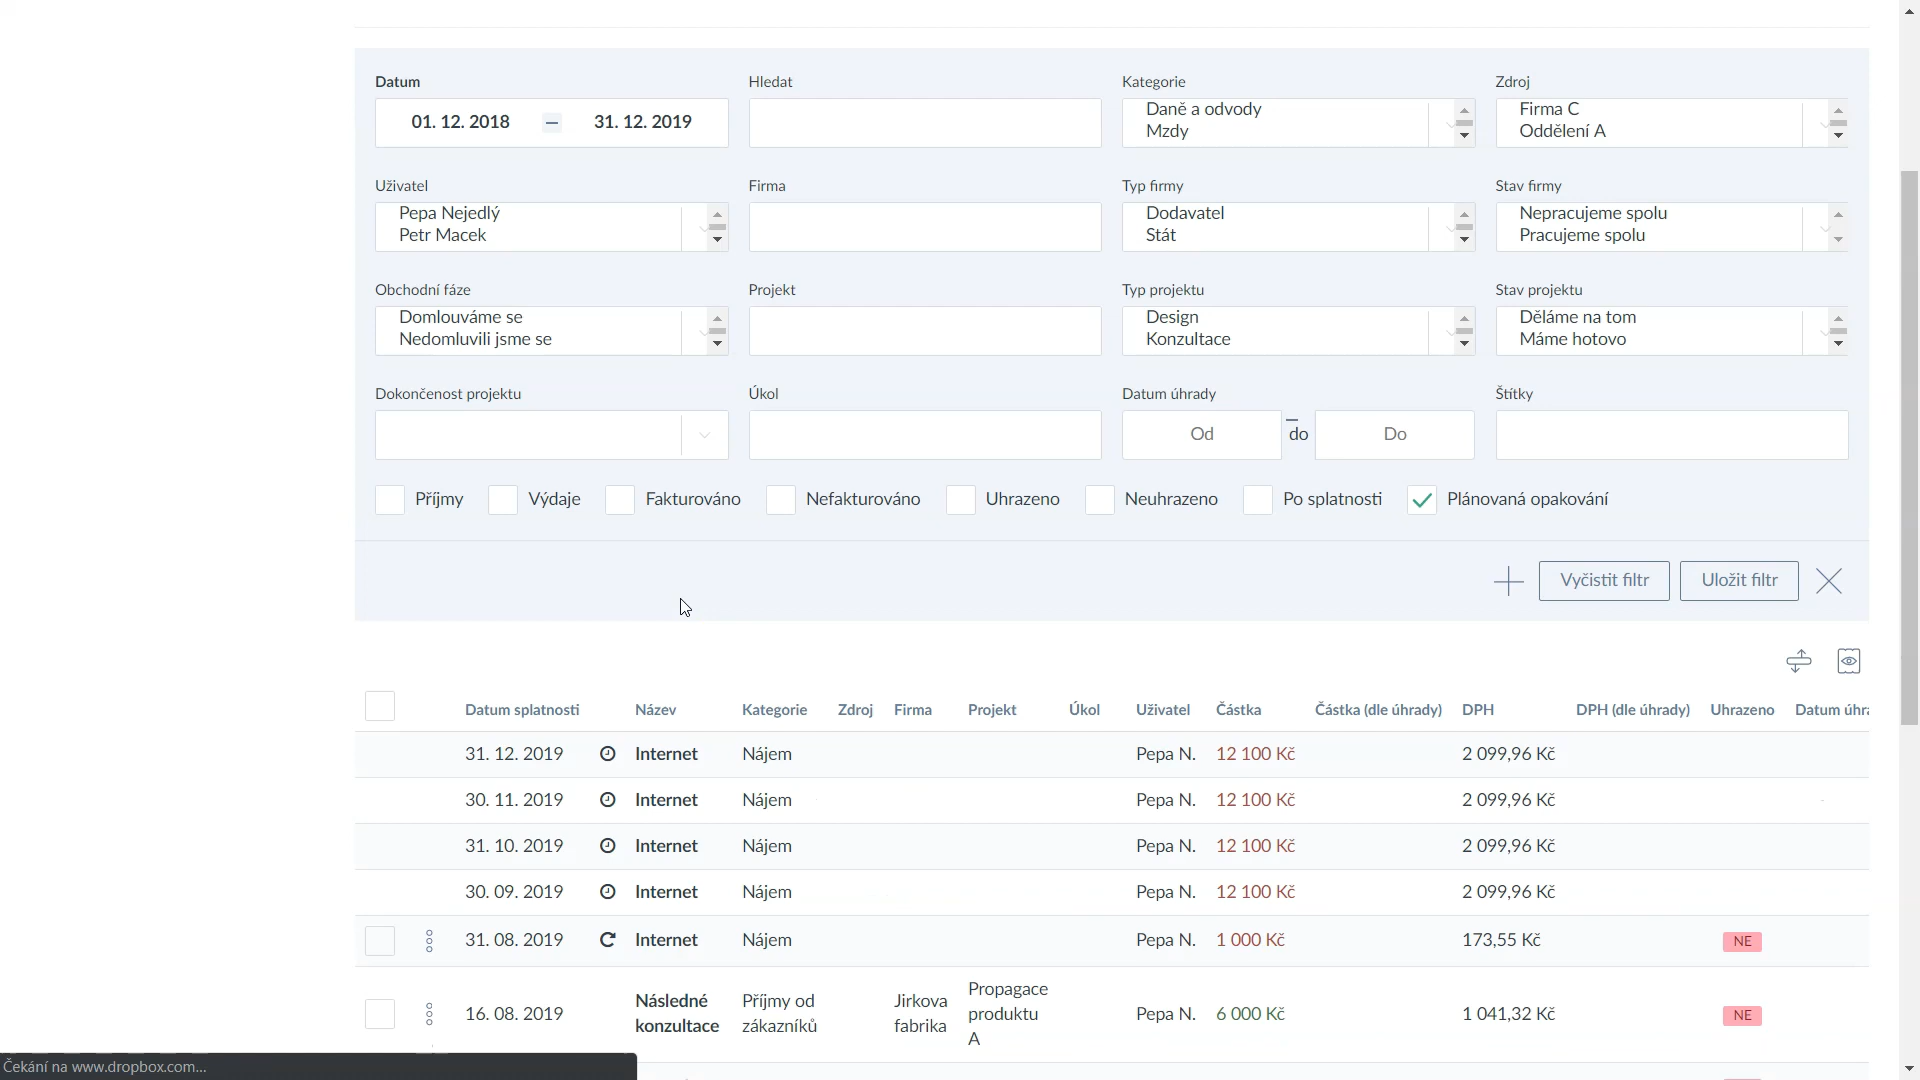 Datum
Hledat
Kategorie
Zdroj
01. 12. 2018 – 31. 12. 2019
Daně a odvody
Mzdy
Firma C
Oddělení A
Uživatel
Firma
Typ firmy
Stav firmy
Pepa Nejedlý
Petr Macek
Dodavatel
Stát
Nepracujeme spolu
Pracujeme spolu
Obchodní fáze
Projekt
Typ projektu
Stav projektu
Domlouváme se
Nedomluvili jsme se
Design
Konzultace
Děláme na tom
Máme hotovo
Dokončenost projektu
Úkol
Datum úhrady
Štítky
Od – do Do
Příjmy Výdaje Fakturováno Nefakturováno Uhrazeno Neuhrazeno Po splatnosti Plánovaná opakování
Vyčistit filtr Uložit filtr
Datum splatnosti Název Kategorie Zdroj Firma Projekt Úkol Uživatel Částka Částka (dle úhrady) DPH DPH (dle úhrady) Uhrazeno Datum úhra
31. 12. 2019 Internet Nájem Pepa N. 12 100 Kč 2 099,96 Kč
30. 11. 2019 Internet Nájem Pepa N. 12 100 Kč 2 099,96 Kč
31. 10. 2019 Internet Nájem Pepa N. 12 100 Kč 2 099,96 Kč
30. 09. 2019 Internet Nájem Pepa N. 12 100 Kč 2 099,96 Kč
31. 08. 2019 Internet Nájem Pepa N. 1 000 Kč 173,55 Kč NE
16. 08. 2019
Následné
konzultace
Příjmy od
zákazníků
Jirkova
fabrika
Propagace
produktu
A
Pepa N. 6 000 Kč 1 041,32 Kč NE
Čekání na www.dropbox.com...